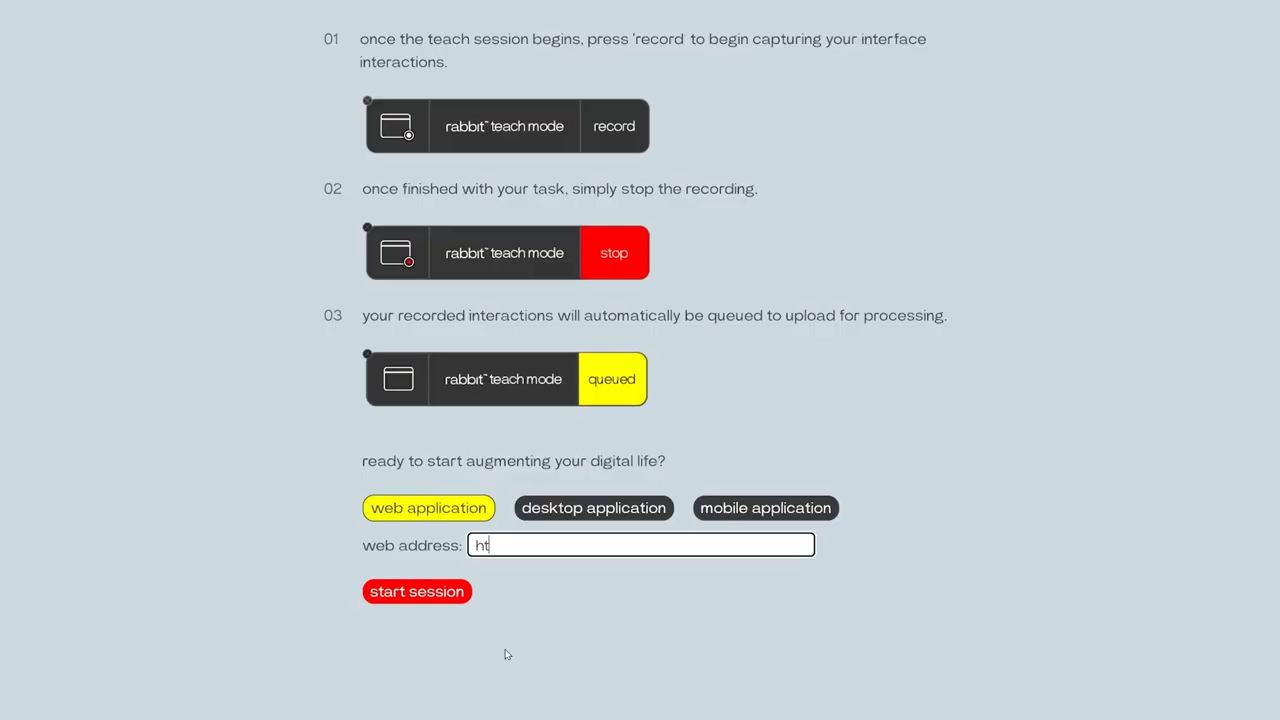 01 once the teach session begins, press 'record' to begin capturing your interface
interactions.
rabbit™ teach mode record
02 once finished with your task, simply stop the recording.
rabbit™ teach mode stop
03 your recorded interactions will automatically be queued to upload for processing.
rabbit™ teach mode queued
ready to start augmenting your digital life?
web application desktop application mobile application
web address: ht
start session